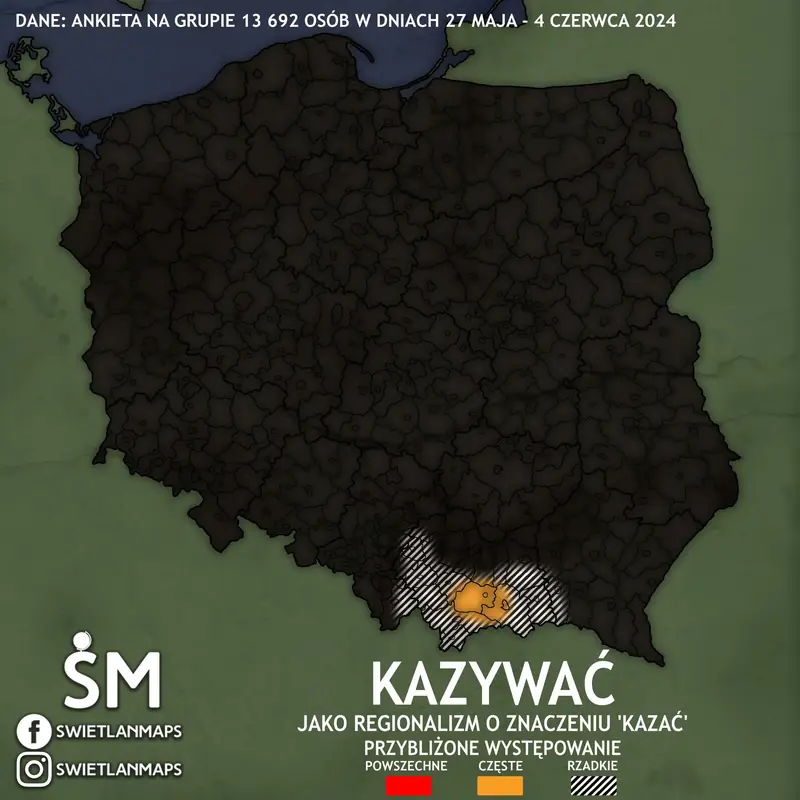 DANE: ANKIETA NA GRUPIE 13 692 OSÓB W DNIACH 27 MAJA - 4 CZERWCA 2024
ŚM
SWIETLANMAPS
SWIETLANMAPS
KAZYWAĆ
JAKO REGIONALIZM O ZNACZENIU 'KAZAĆ'
PRZYBLIŻONE WYSTĘPOWANIE
POWSZECHNE CZĘSTE RZADKIE